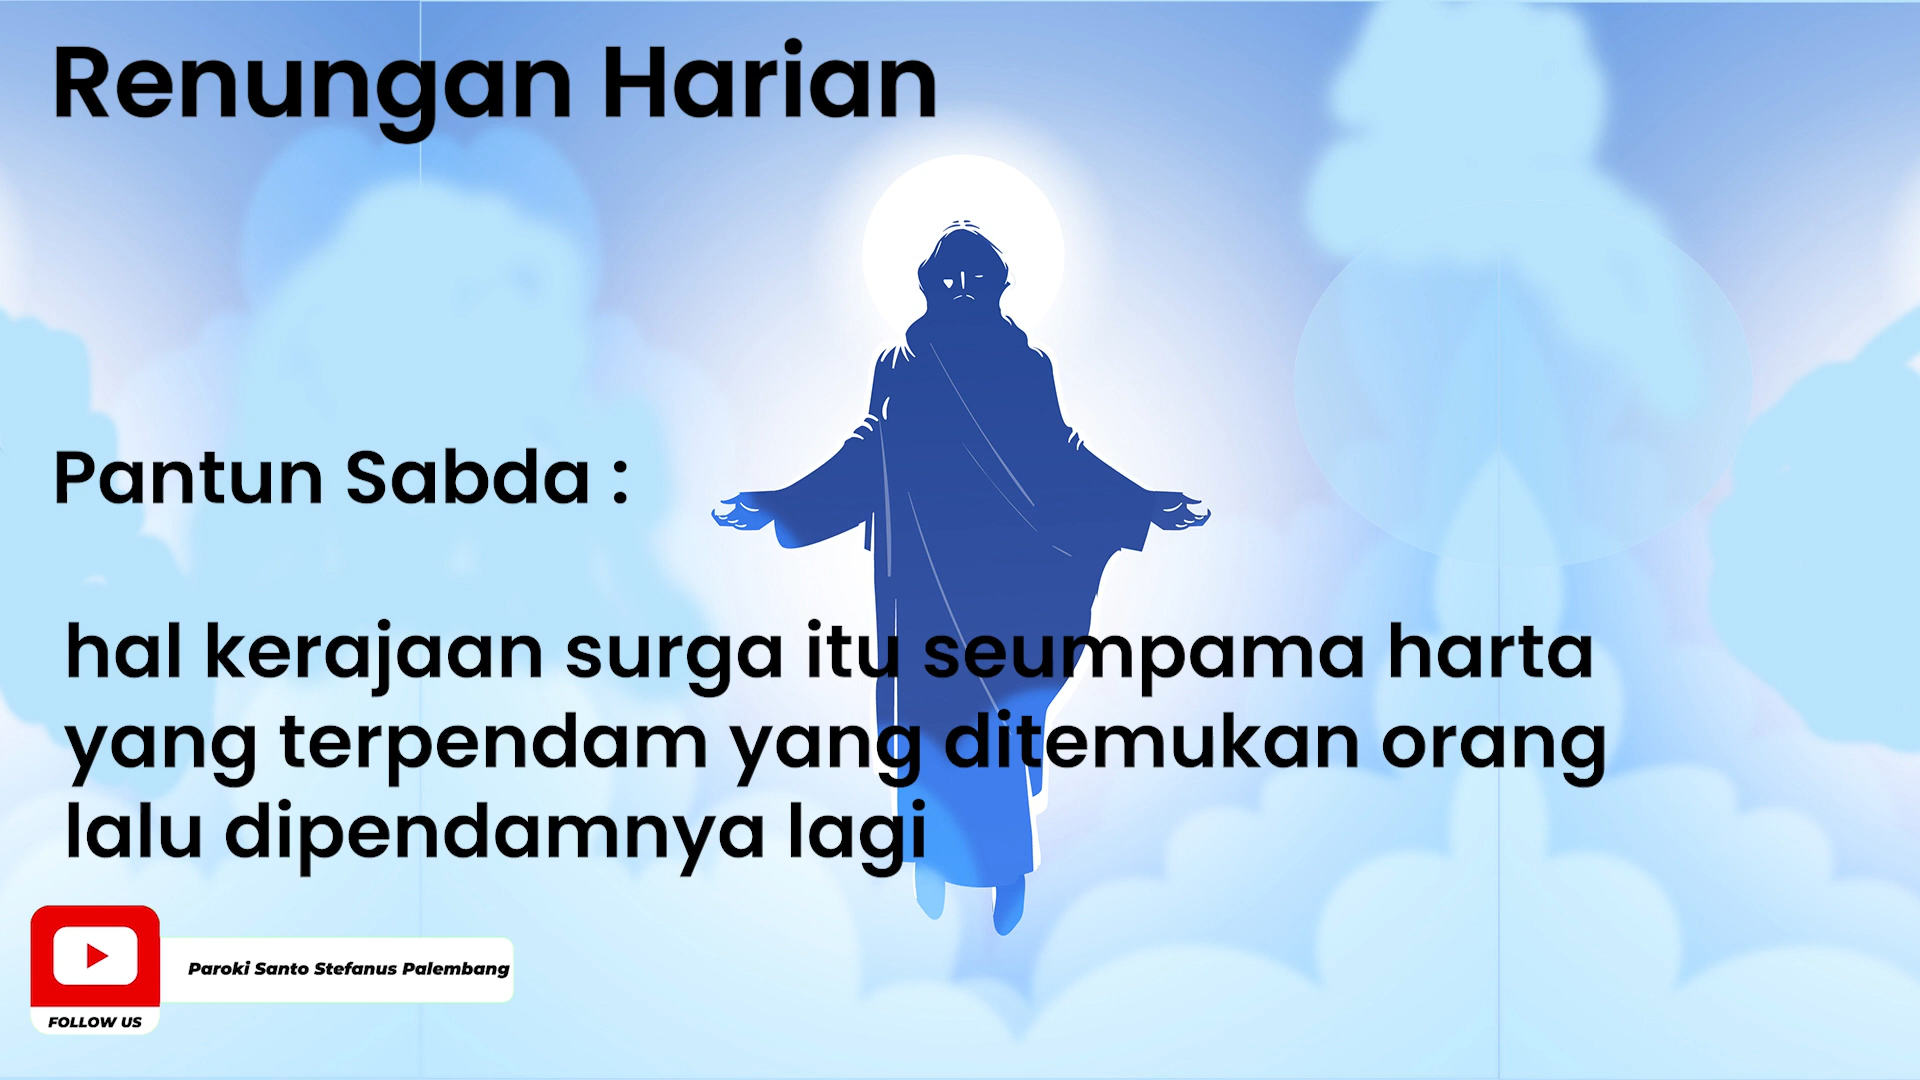 Renungan Harian
Pantun Sabda :
hal kerajaan surga itu seumpama harta
yang terpendam yang ditemukan orang
lalu dipendamnya lagi
Paroki Santo Stefanus Palembang
FOLLOW US